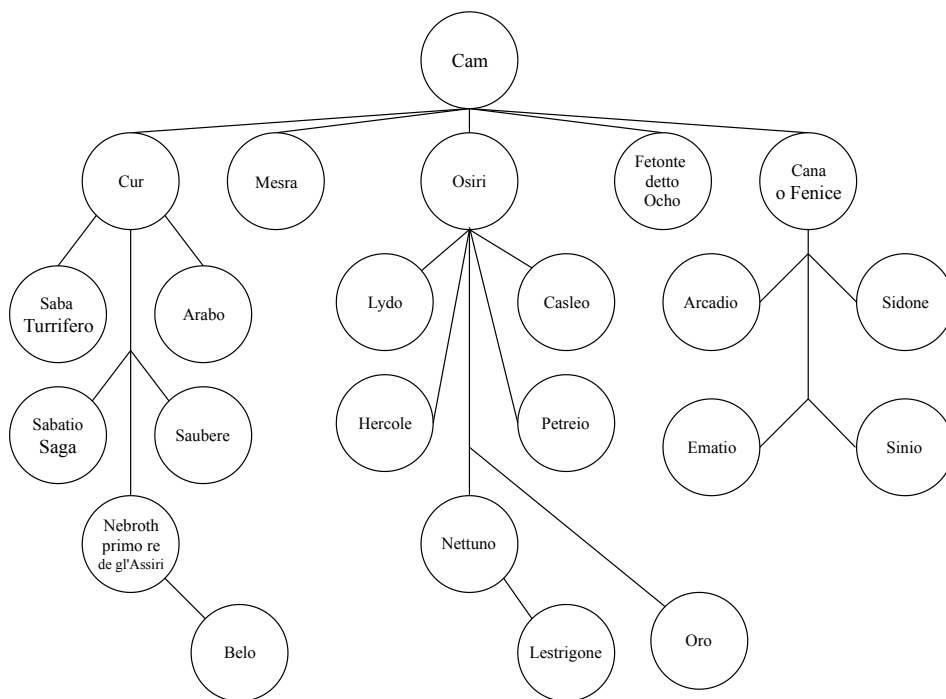 Cam
Cur
Mesra
Osiri
Fetonte
detto
Ocho
Cana
o Fenice
Saba
Turrifero
Arabo
Lydo
Casleo
Arcadio
Sidone
Sabatio
Saga
Saubere
Hercole
Petreio
Ematio
Sinio
Nebroth
primo re
de gl'Assiri
Nettuno
Belo
Lestrigone
Oro